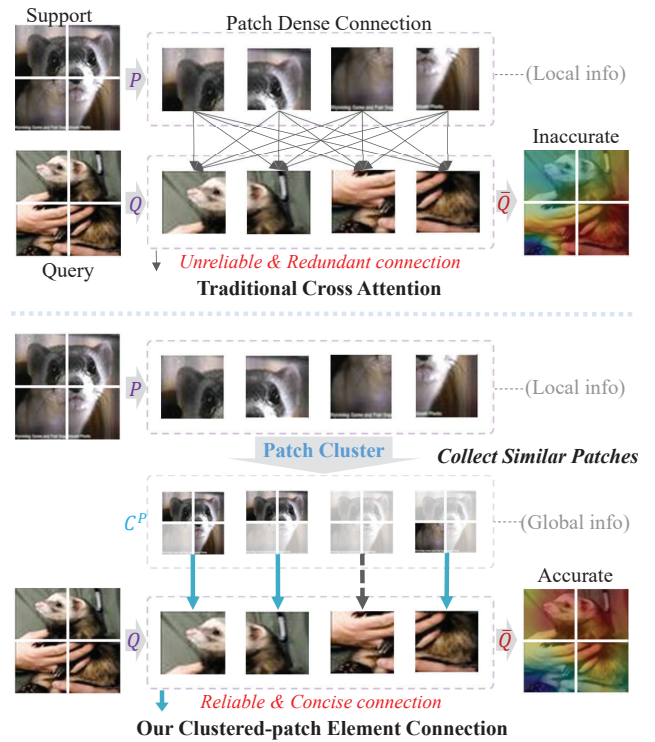 Support
Patch Dense Connection
P
(Local info)
Inaccurate
Q
Q̅
Query
Unreliable & Redundant connection
Traditional Cross Attention
P
(Local info)
Patch Cluster
Collect Similar Patches
Cᴾ
(Global info)
Accurate
Q
Q̅
Reliable & Concise connection
Our Clustered-patch Element Connection